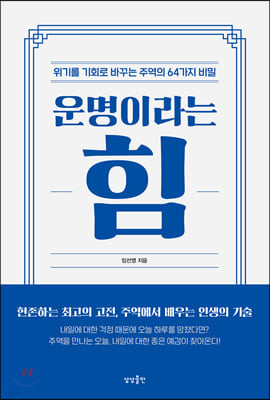 위기를 기회로 바꾸는 주역의 64가지 비밀
운명이라는
힘
임선영 지음
현존하는 최고의 고전, 주역에서 배우는 인생의 기술
내일에 대한 걱정 때문에 오늘 하루를 망쳤다면?
주역을 만나는 오늘, 내일에 대한 좋은 예감이 찾아온다!
상상출판